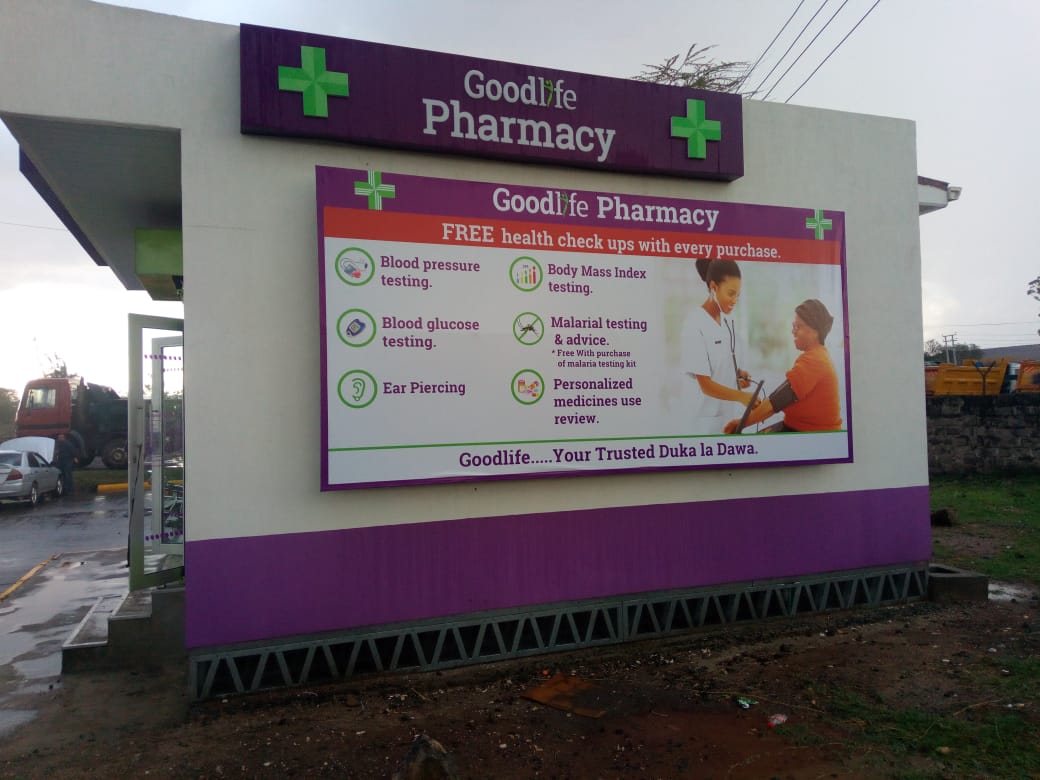 Goodlife
Pharmacy
Goodlife Pharmacy
FREE health check ups with every purchase.
Blood pressure
testing.
Body Mass Index
testing.
Blood glucose
testing.
Malarial testing
& advice.
* Free With purchase
of malaria testing kit
Ear Piercing
Personalized
medicines use
review.
Goodlife.....Your Trusted Duka la Dawa.